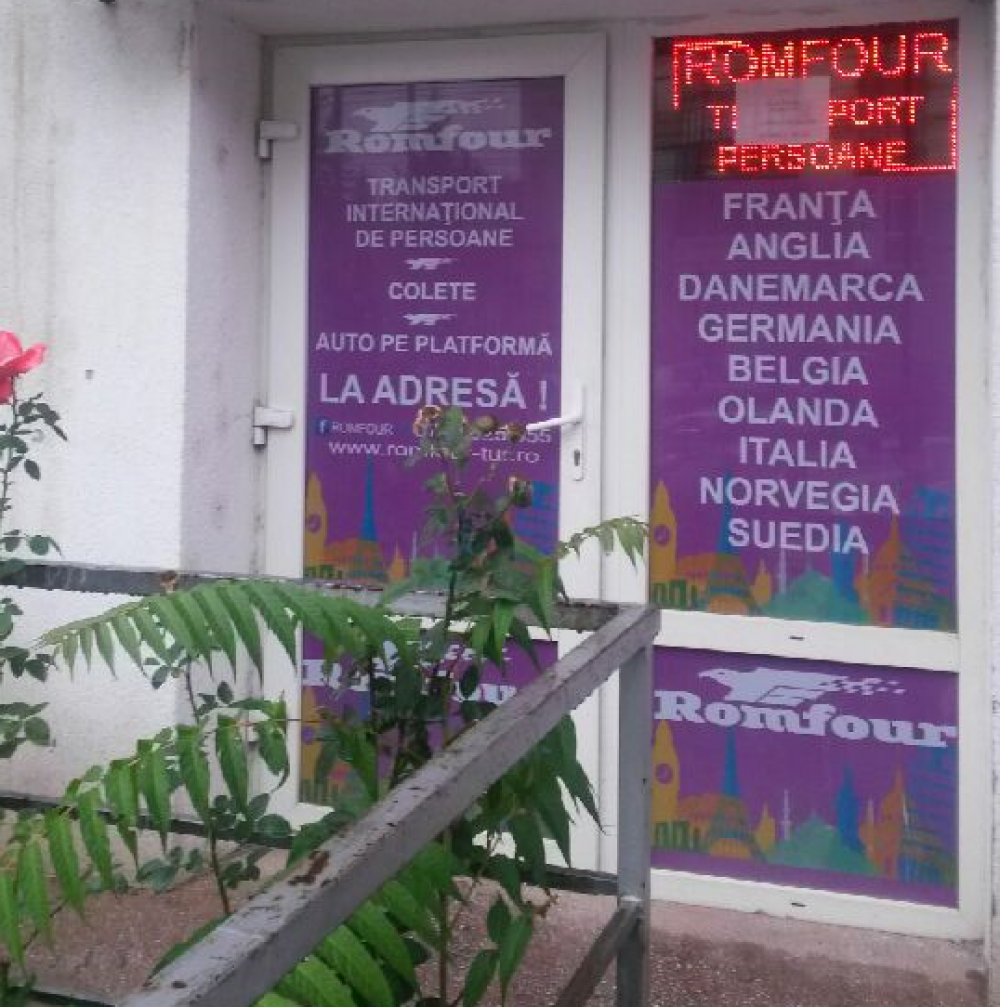 Romfour
TRANSPORT
INTERNAŢIONAL
DE PERSOANE
COLETE
AUTO PE PLATFORMĂ
LA ADRESĂ !
f ROMFOUR
ROMFOUR
PERSOANE
FRANŢA
ANGLIA
DANEMARCA
GERMANIA
BELGIA
OLANDA
ITALIA
NORVEGIA
SUEDIA
Romfour